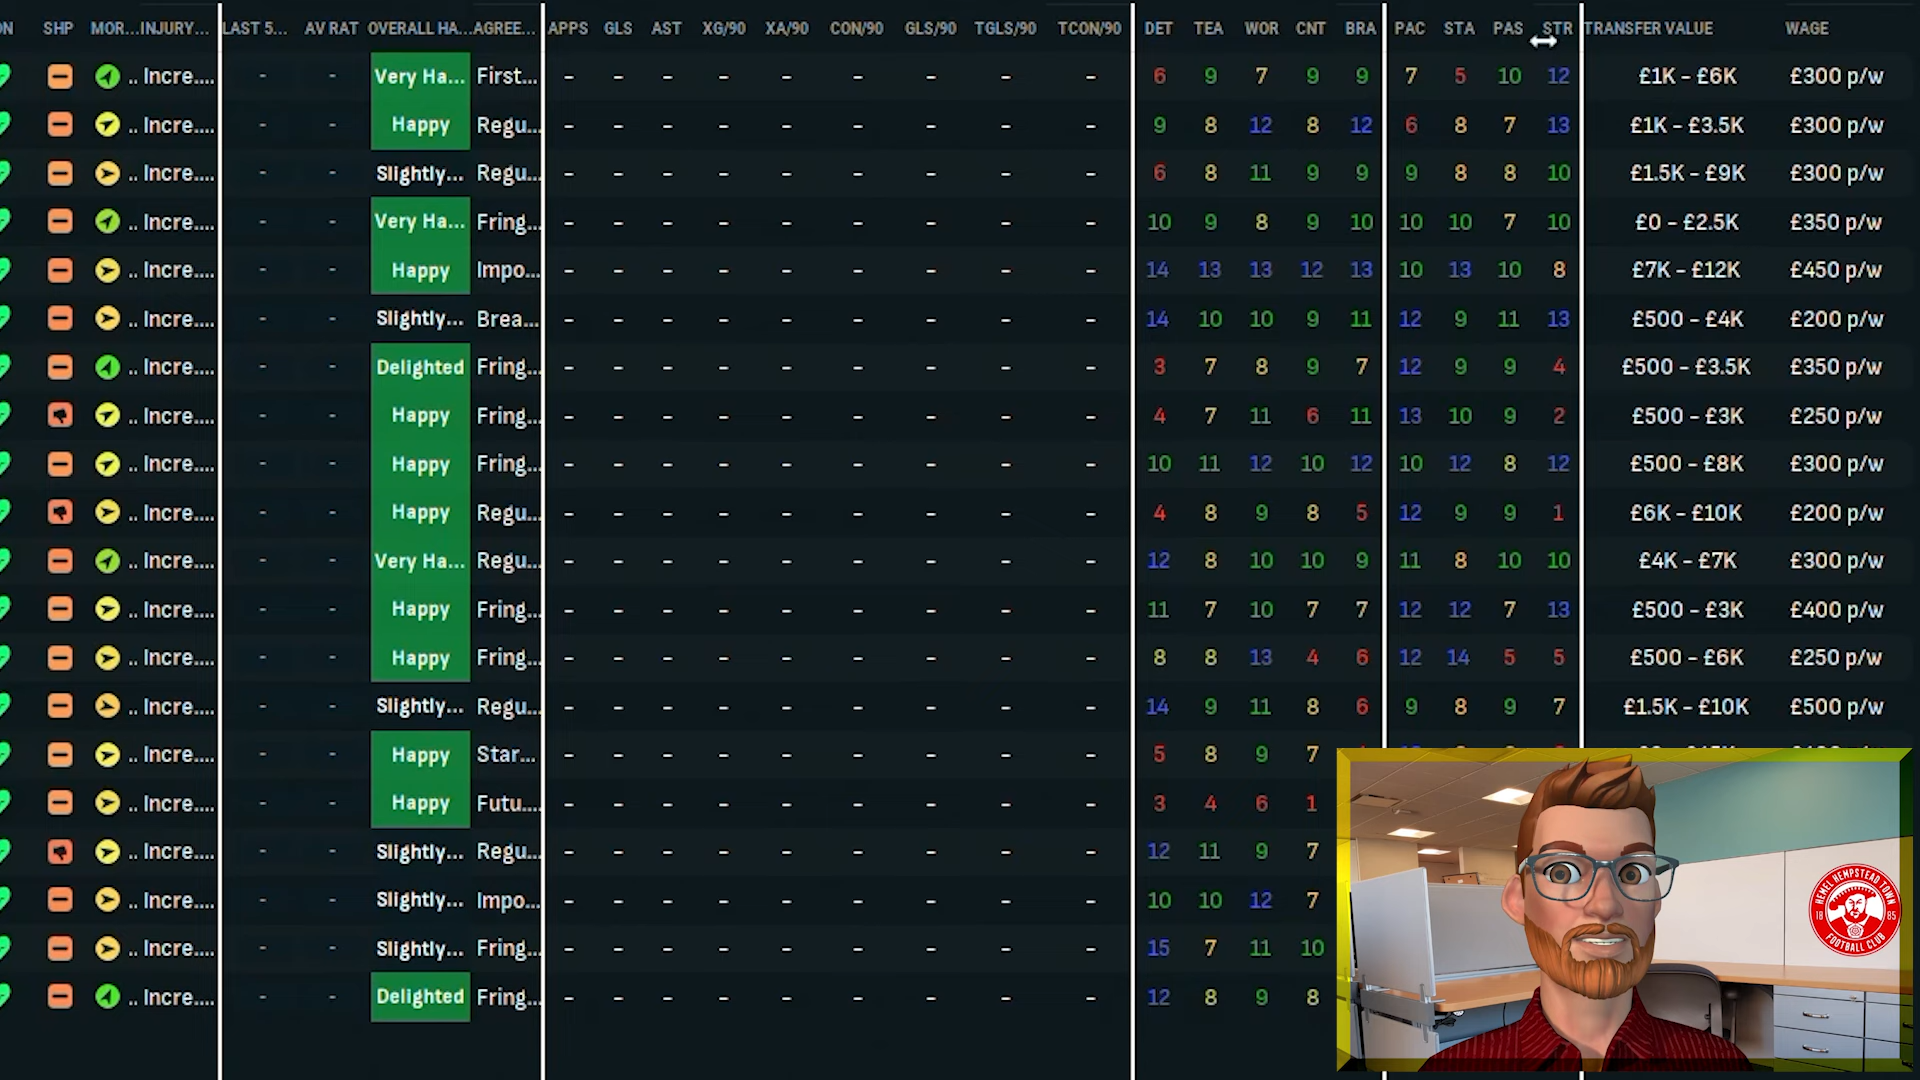 N SHP MOR... INJURY... LAST 5... AV RAT OVERALL HA... AGREE... APPS GLS AST XG/90 XA/90 CON/90 GLS/90 TGLS/90 TCON/90 DET TEA WOR CNT BRA PAC STA PAS STR TRANSFER VALUE WAGE
.. Incre.... - - Very Ha... First... - - - - - - - - - 6 9 7 9 9 7 5 10 12 £1K - £6K £300 p/w
.. Incre.... - - Happy Regu... - - - - - - - - - 9 8 12 8 12 6 8 7 13 £1K - £3.5K £300 p/w
.. Incre.... - - Slightly... Regu... - - - - - - - - - 6 8 11 9 9 9 8 8 10 £1.5K - £9K £300 p/w
.. Incre.... - - Very Ha... Fring... - - - - - - - - - 10 9 8 9 10 10 10 7 10 £0 - £2.5K £350 p/w
.. Incre.... - - Happy Impo... - - - - - - - - - 14 13 13 12 13 10 13 10 8 £7K - £12K £450 p/w
.. Incre.... - - Slightly... Brea... - - - - - - - - - 14 10 10 9 11 12 9 11 13 £500 - £4K £200 p/w
.. Incre.... - - Delighted Fring... - - - - - - - - - 3 7 8 9 7 12 9 9 4 £500 - £3.5K £350 p/w
.. Incre.... - - Happy Fring... - - - - - - - - - 4 7 11 6 11 13 10 9 2 £500 - £3K £250 p/w
.. Incre.... - - Happy Fring... - - - - - - - - - 10 11 12 10 12 10 12 8 12 £500 - £8K £300 p/w
.. Incre.... - - Happy Regu... - - - - - - - - - 4 8 9 8 5 12 9 9 1 £6K - £10K £200 p/w
.. Incre.... - - Very Ha... Regu... - - - - - - - - - 12 8 10 10 9 11 8 10 10 £4K - £7K £300 p/w
.. Incre.... - - Happy Fring... - - - - - - - - - 11 7 10 7 7 12 12 7 13 £500 - £3K £400 p/w
.. Incre.... - - Happy Fring... - - - - - - - - - 8 8 13 4 6 12 14 5 5 £500 - £6K £250 p/w
.. Incre.... - - Slightly... Regu... - - - - - - - - - 14 9 11 8 6 9 8 9 7 £1.5K - £10K £500 p/w
.. Incre.... - - Happy Star... - - - - - - - - - 5 8 9 7
.. Incre.... - - Happy Futu... - - - - - - - - - 3 4 6 1
.. Incre.... - - Slightly... Regu... - - - - - - - - - 12 11 9 7
.. Incre.... - - Slightly... Impo... - - - - - - - - - 10 10 12 7
.. Incre.... - - Slightly... Fring... - - - - - - - - - 15 7 11 10
.. Incre.... - - Delighted Fring... - - - - - - - - - 12 8 9 8
HEMEL HEMPSTEAD TOWN
18 85
FOOTBALL CLUB